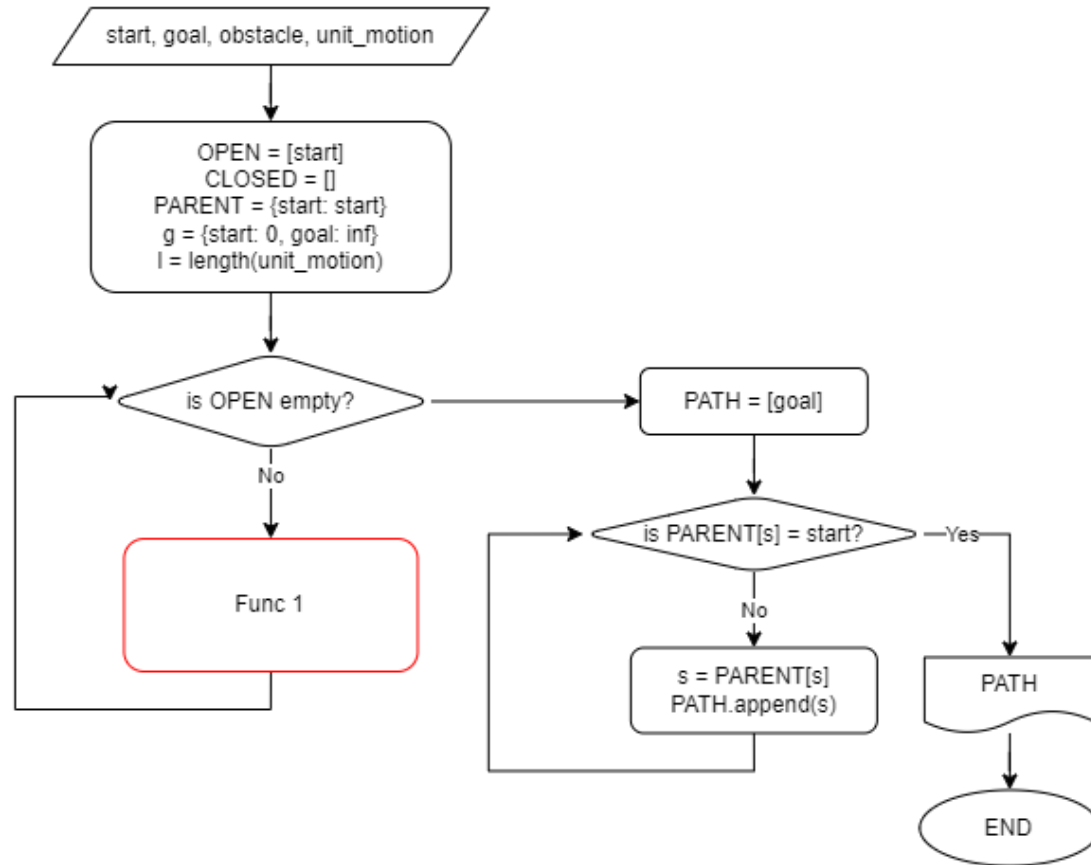 start, goal, obstacle, unit_motion
OPEN = [start]
CLOSED = []
PARENT = {start: start}
g = {start: 0, goal: inf}
l = length(unit_motion)
is OPEN empty?
No
Func 1
PATH = [goal]
is PARENT[s] = start?
Yes
No
s = PARENT[s]
PATH.append(s)
PATH
END